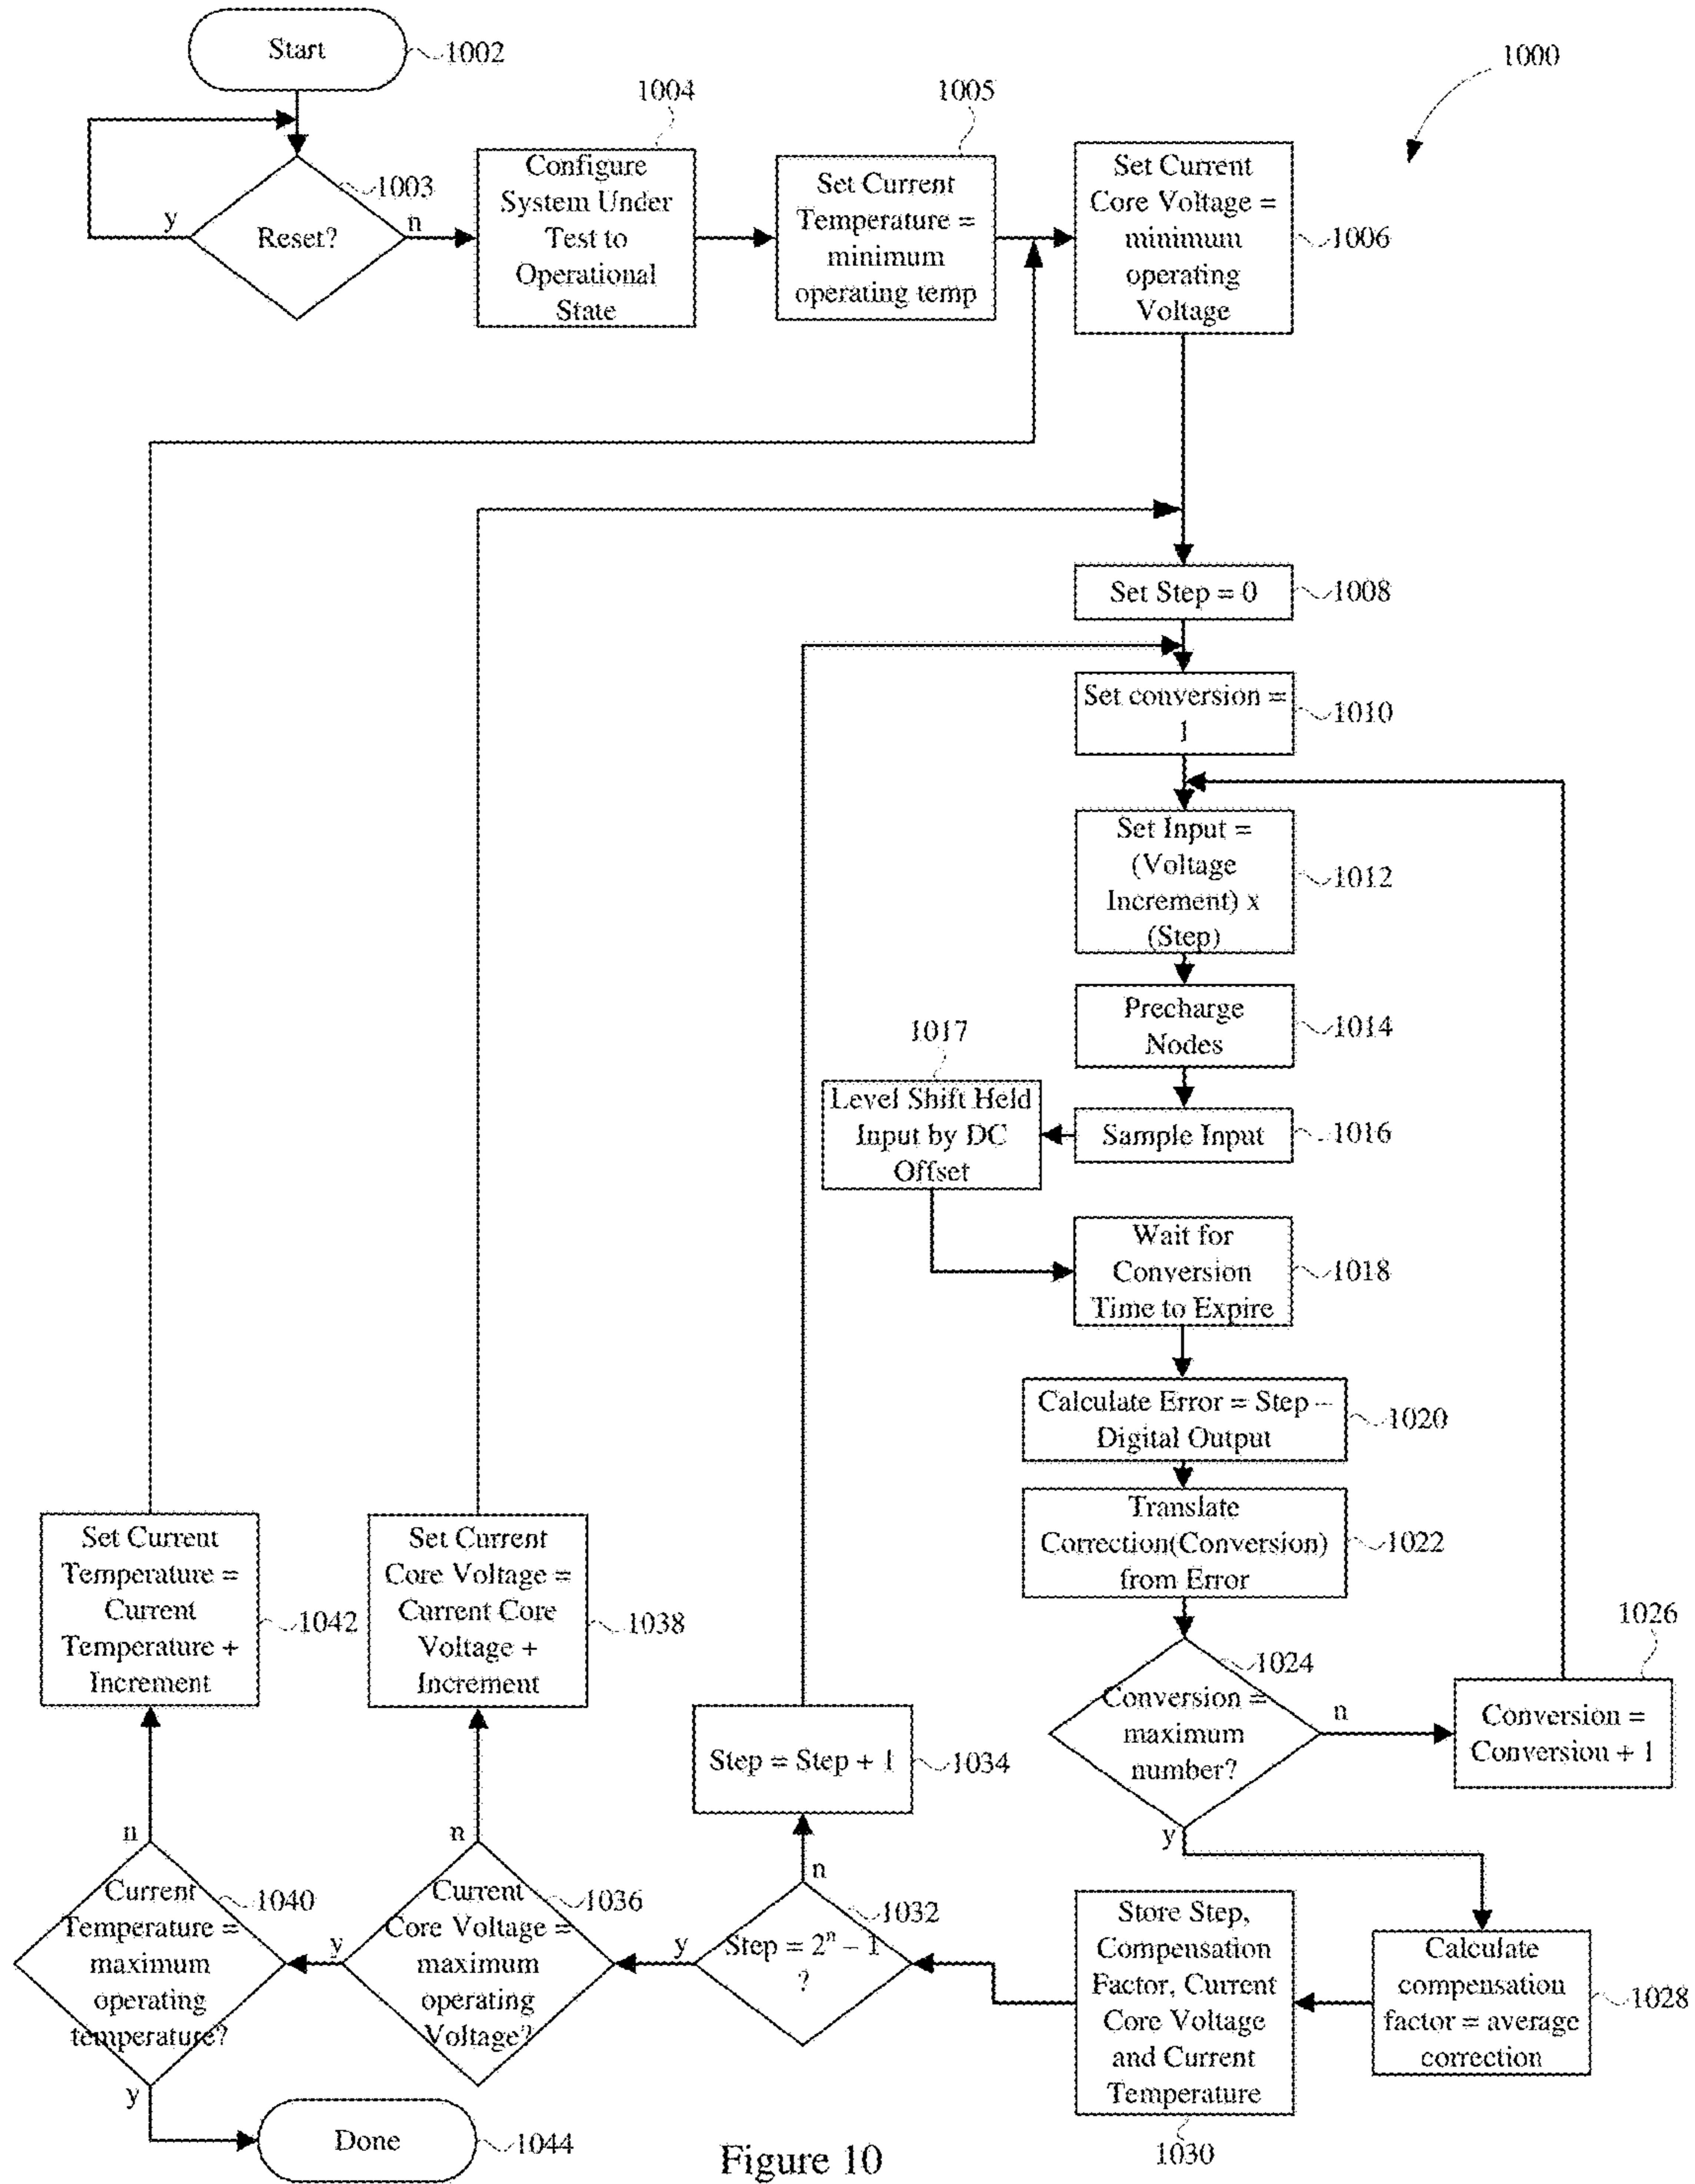 Start
1002
1000
1003
Reset?
y
n
1004
Configure
System Under
Test to
Operational
State
1005
Set Current
Temperature =
minimum
operating temp
Set Current
Core Voltage =
minimum
operating
Voltage
1006
Set Step = 0
1008
Set conversion =
1
1010
Set Input =
(Voltage
Increment) x
(Step)
1012
Precharge
Nodes
1014
Sample Input
1016
1017
Level Shift Held
Input by DC
Offset
Wait for
Conversion
Time to Expire
1018
Calculate Error = Step –
Digital Output
1020
Translate
Correction(Conversion)
from Error
1022
1024
Conversion =
maximum
number?
n
y
1026
Conversion =
Conversion + 1
Calculate
compensation
factor = average
correction
1028
Store Step,
Compensation
Factor, Current
Core Voltage
and Current
Temperature
1030
1032
Step = 2ⁿ – 1
?
n
y
Step = Step + 1
1034
1036
Current
Core Voltage =
maximum
operating
Voltage?
n
y
Set Current
Core Voltage =
Current Core
Voltage +
Increment
1038
1040
Current
Temperature =
maximum
operating
temperature?
n
y
Set Current
Temperature =
Current
Temperature +
Increment
1042
Done
1044
Figure 10